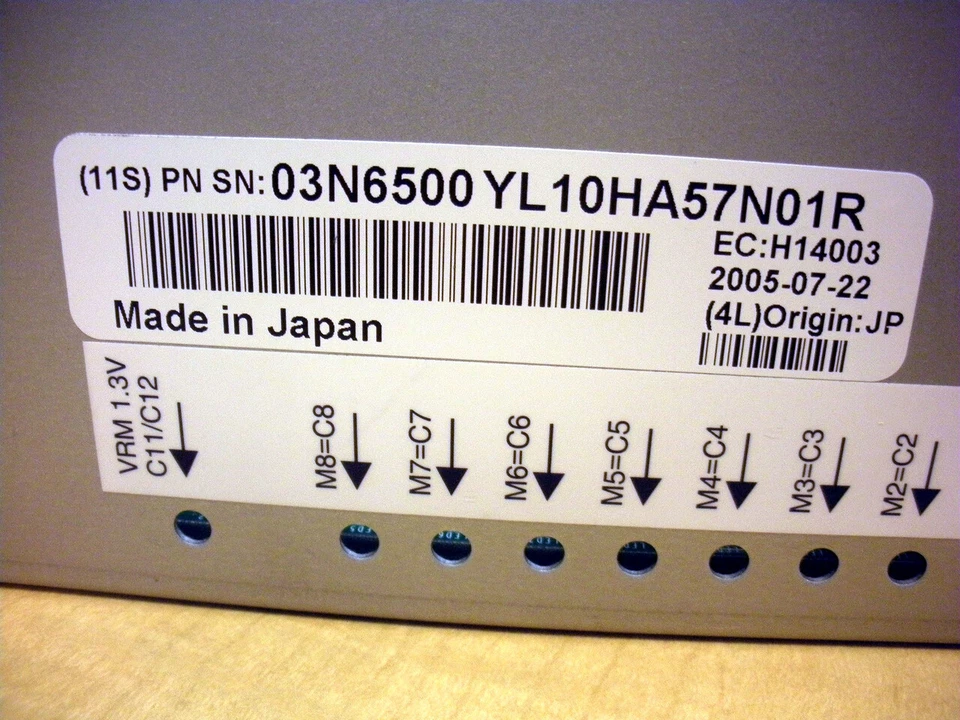 (11S) PN SN: 03N6500 YL10HA57N01R
EC:H14003
2005-07-22
(4L)Origin:JP
Made in Japan
VRM 1.3V
C11/C12
M8=C8
M7=C7
M6=C6
M5=C5
M4=C4
M3=C3
M2=C2